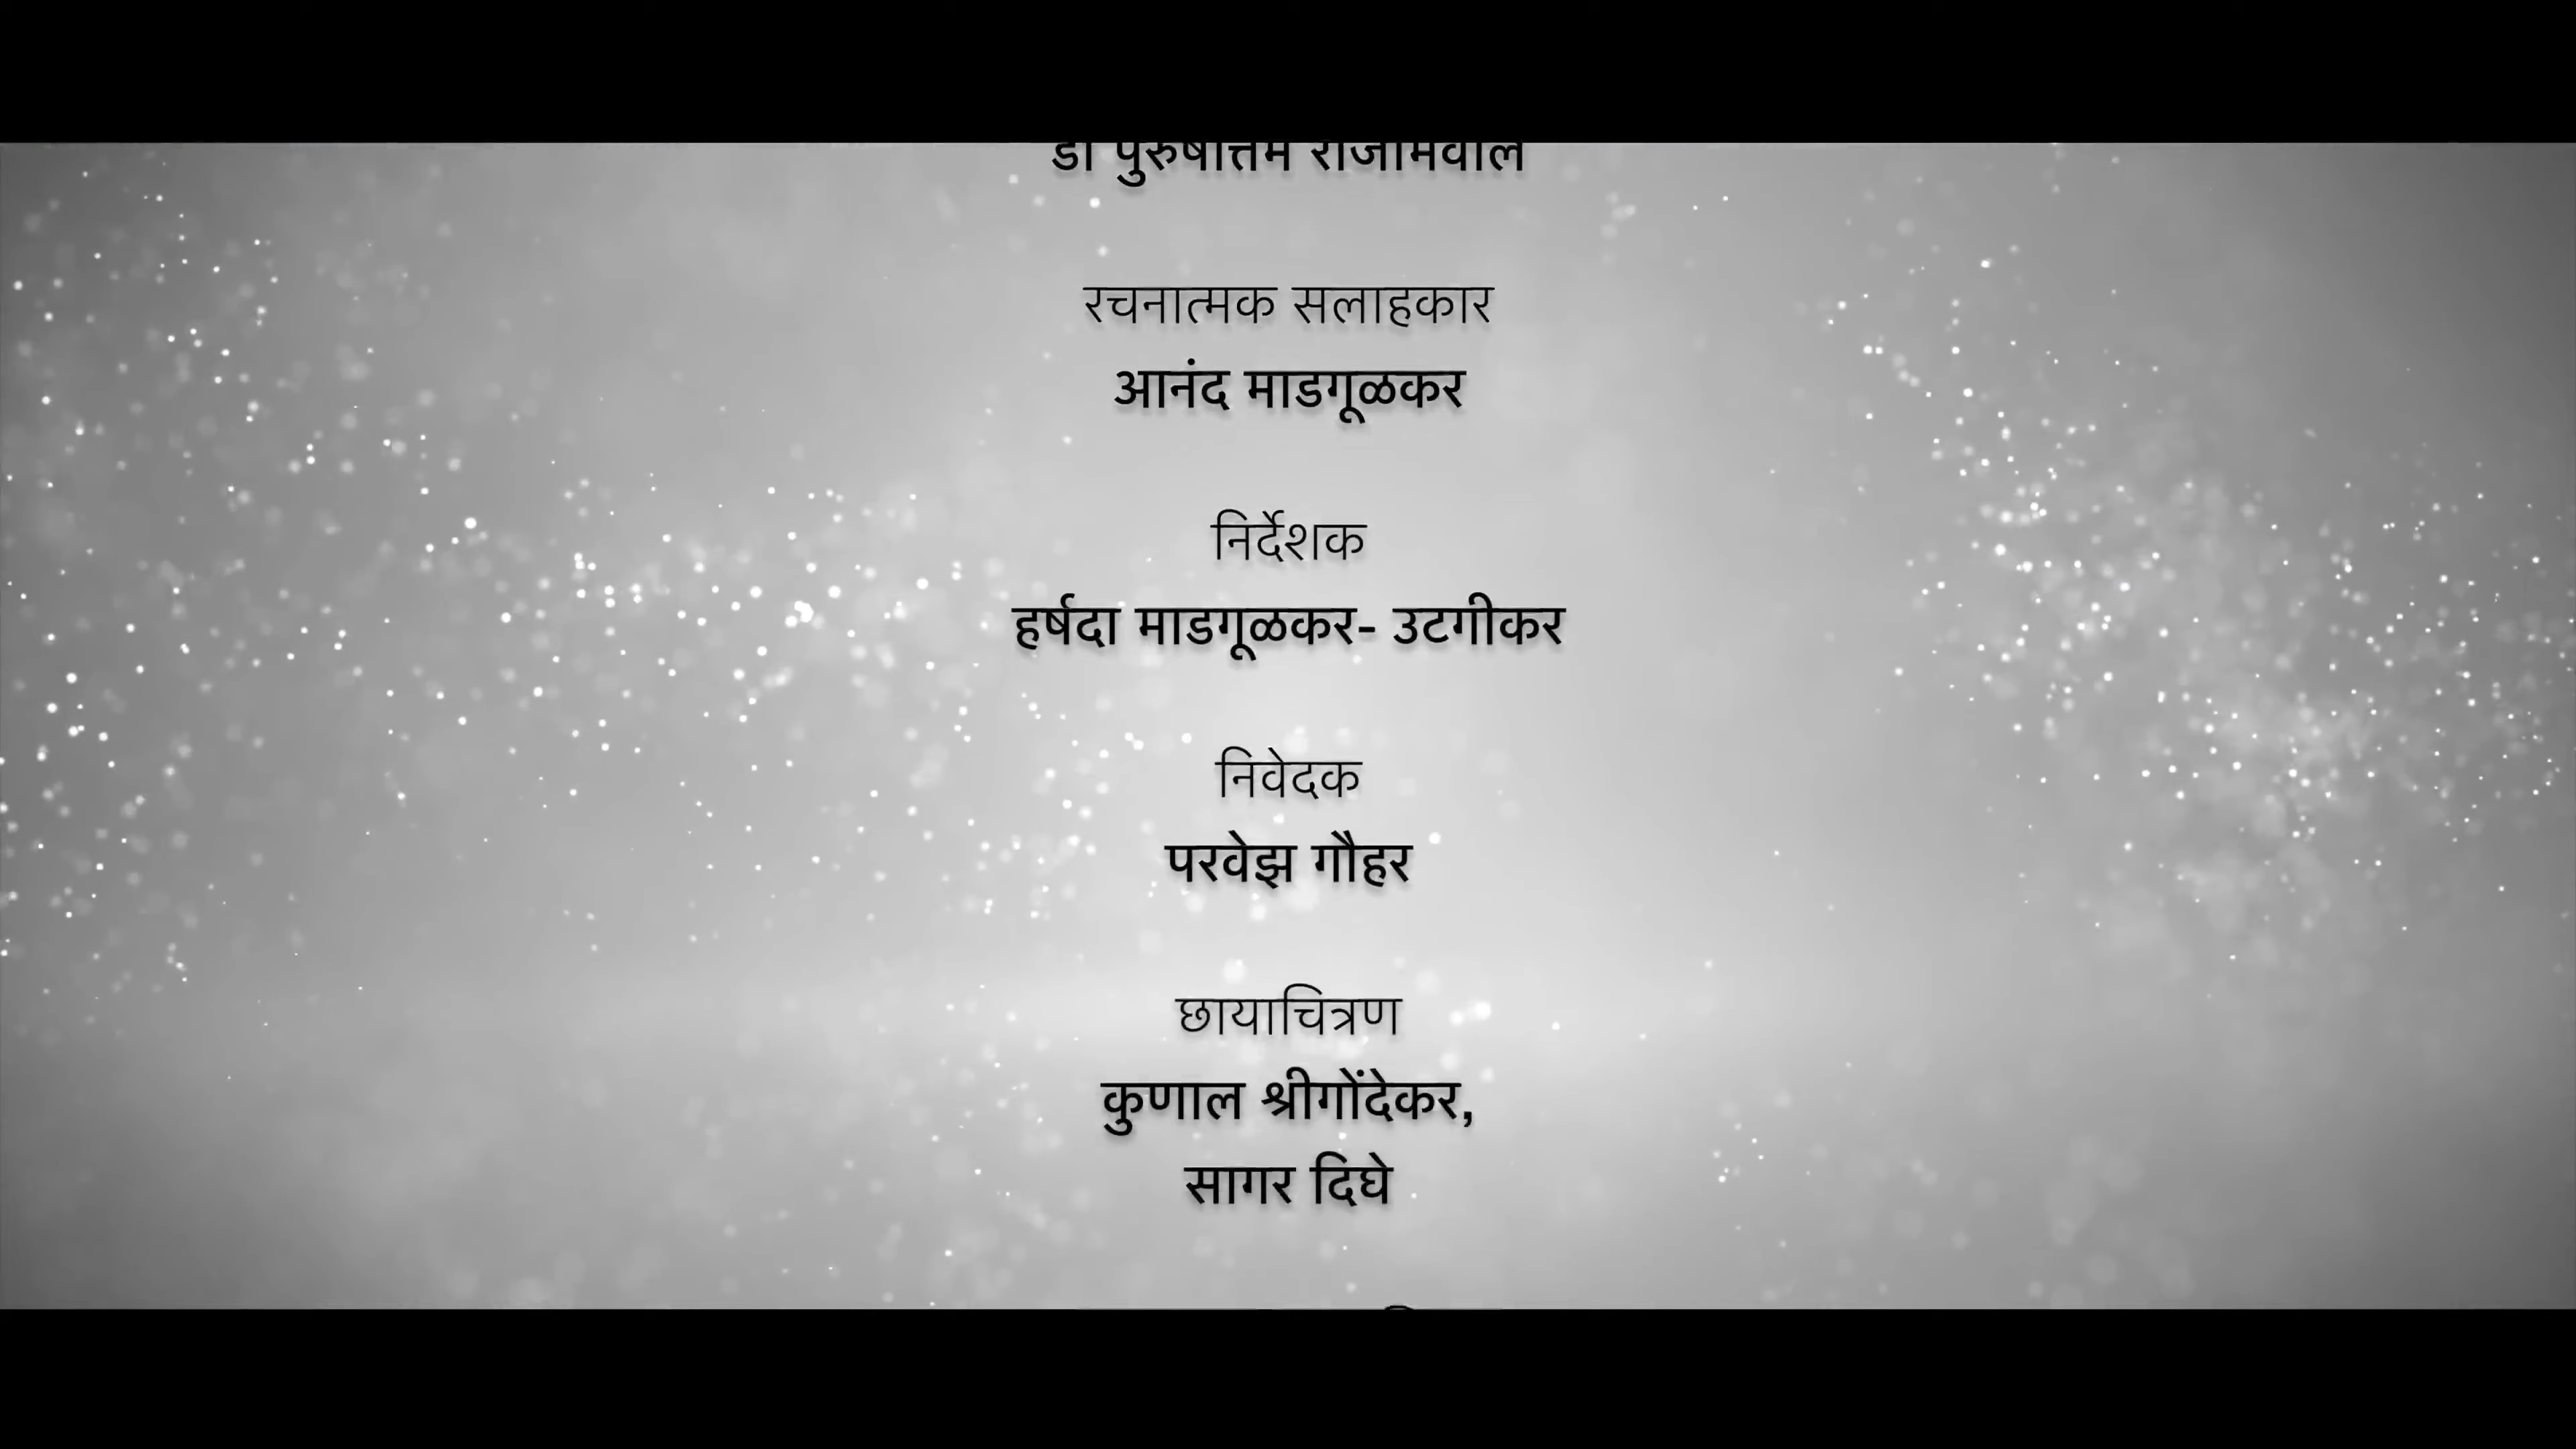 पुरुषोत्तम
रचनात्मक सलाहकार
आनंद माडगूळकर
निर्देशक
हर्षदा माडगूळकर- उटगीकर
निवेदक
परवेझ गौहर
छायाचित्रण
कुणाल श्रीगोंदेकर,
सागर दिघे